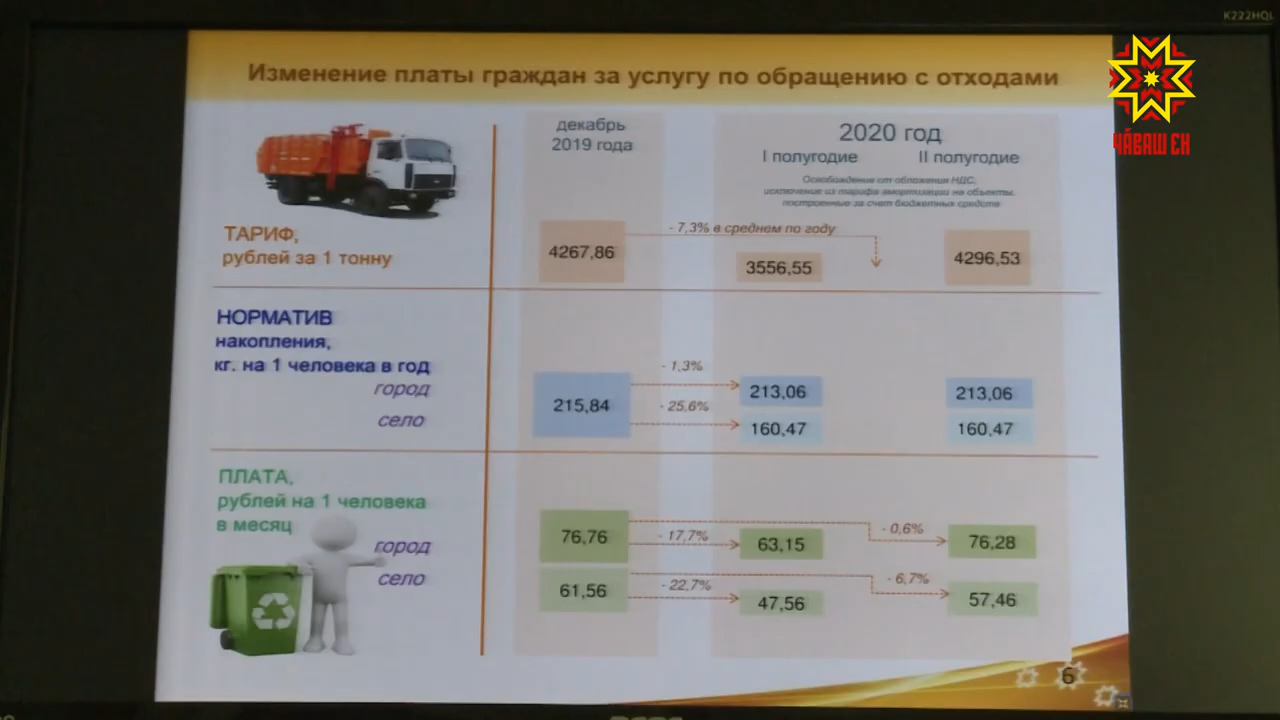 K222HQL
ЧĂВАШ ЕН
Изменение платы граждан за услугу по обращению с отходами
декабрь
2019 года
2020 год
I полугодие
II полугодие
Освобождение от обложения НДС,
исключение из тарифа амортизации на объекты,
построенные за счет бюджетных средств
ТАРИФ,
рублей за 1 тонну
4267,86
- 7,3% в среднем по году
3556,55
4296,53
НОРМАТИВ
накопления,
кг. на 1 человека в год
город
село
215,84
- 1,3%
- 25,6%
213,06
160,47
213,06
160,47
ПЛАТА,
рублей на 1 человека
в месяц
город
село
76,76
- 17,7%
63,15
- 0,6%
76,28
61,56
- 22,7%
47,56
- 6,7%
57,46
6